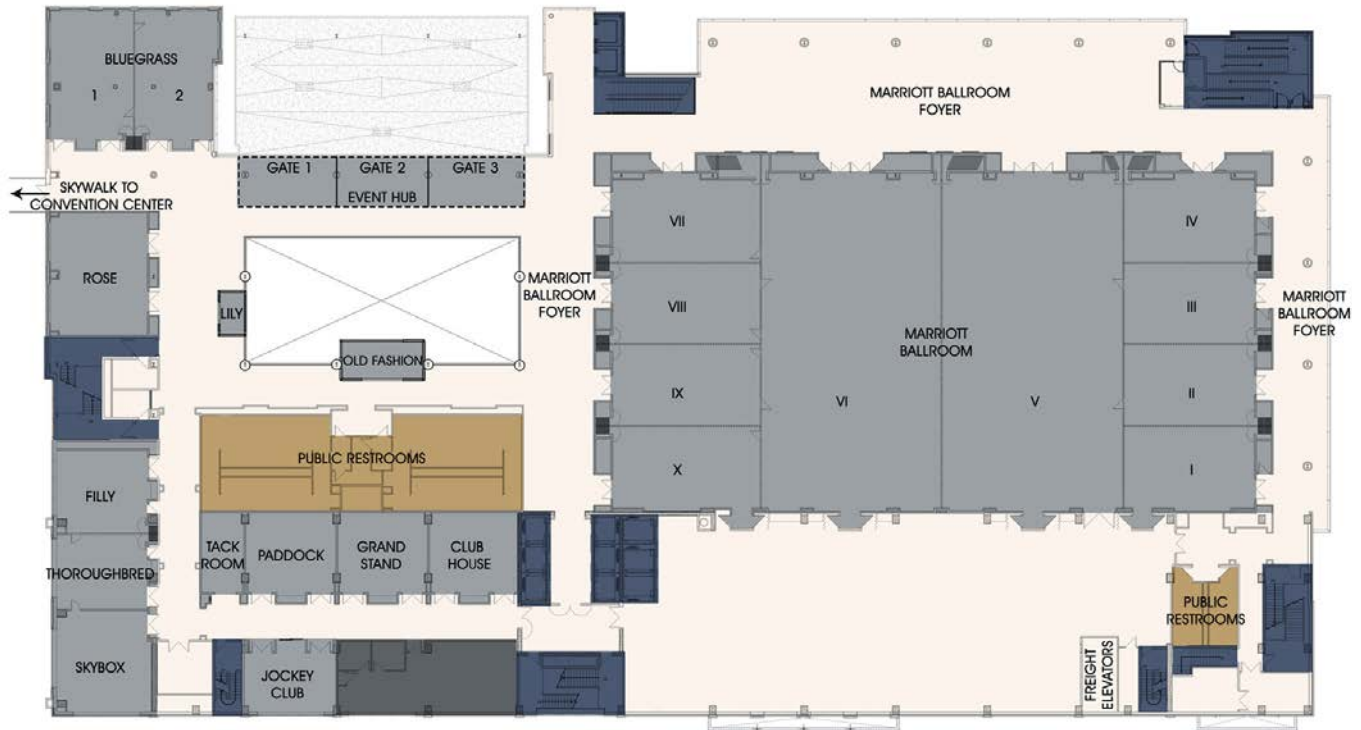 BLUEGRASS
1
2
GATE 1
GATE 2
GATE 3
EVENT HUB
SKYWALK TO
CONVENTION CENTER
ROSE
LILY
OLD FASHION
MARRIOTT
BALLROOM
FOYER
MARRIOTT BALLROOM
FOYER
VII
VIII
IX
X
MARRIOTT
BALLROOM
VI
V
IV
III
II
I
MARRIOTT
BALLROOM
FOYER
PUBLIC RESTROOMS
FILLY
THOROUGHBRED
SKYBOX
TACK
ROOM
PADDOCK
GRAND
STAND
CLUB
HOUSE
JOCKEY
CLUB
FREIGHT
ELEVATORS
PUBLIC
RESTROOMS